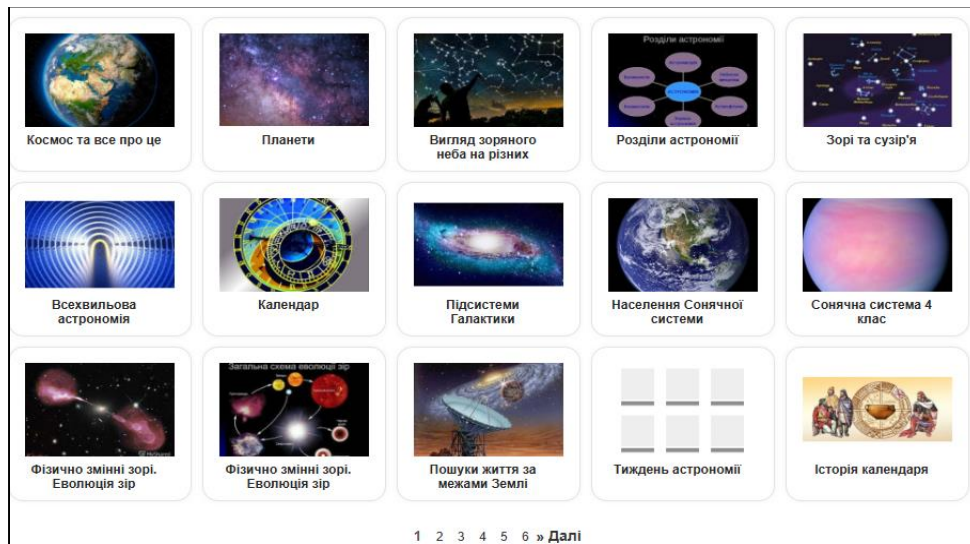 Розділи астрономії
АСТРОНОМІЯ
Космос та все про це
Планети
Вигляд зоряного
неба на різних
Розділи астрономії
Зорі та сузір'я
Всехвильова
астрономія
Календар
Підсистеми
Галактики
Населення Сонячної
системи
Сонячна система 4
клас
Загальна схема еволюції зір
Фізично змінні зорі.
Еволюція зір
Фізично змінні зорі.
Еволюція зір
Пошуки життя за
межами Землі
Тиждень астрономії
Історія календаря
1 2 3 4 5 6 » Далі